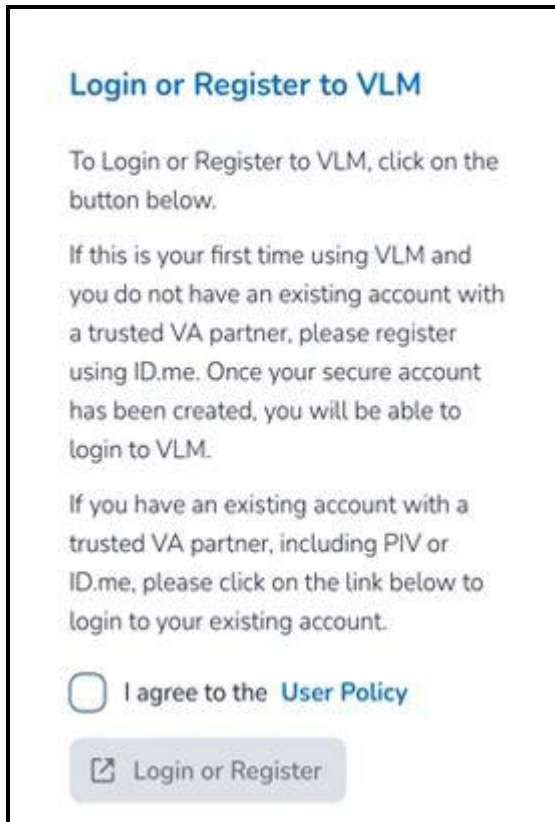 Login or Register to VLM
To Login or Register to VLM, click on the
button below.
If this is your first time using VLM and
you do not have an existing account with
a trusted VA partner, please register
using ID.me. Once your secure account
has been created, you will be able to
login to VLM.
If you have an existing account with a
trusted VA partner, including PIV or
ID.me, please click on the link below to
login to your existing account.
I agree to the User Policy
Login or Register